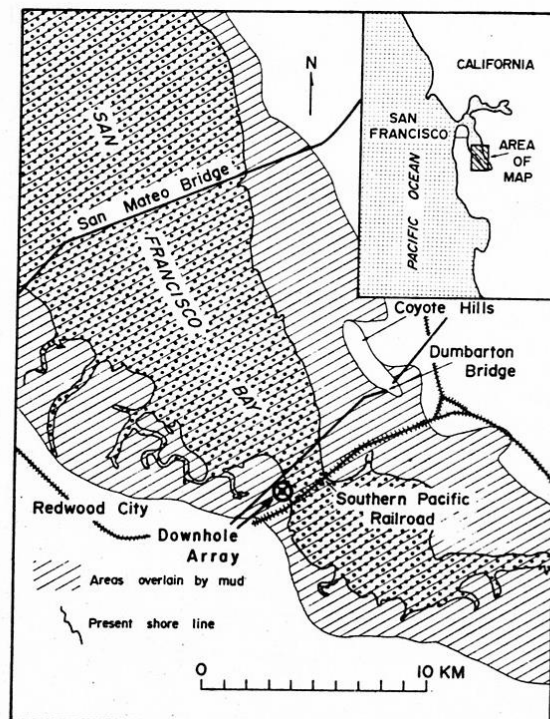 CALIFORNIA
SAN
FRANCISCO
AREA
OF
MAP
PACIFIC OCEAN
N
SAN
San Mateo Bridge
FRANCISCO
BAY
Coyote Hills
Dumbarton
Bridge
Southern Pacific
Railroad
Redwood City
Downhole
Array
Areas overlain by mud
Present shore line
0
10 KM